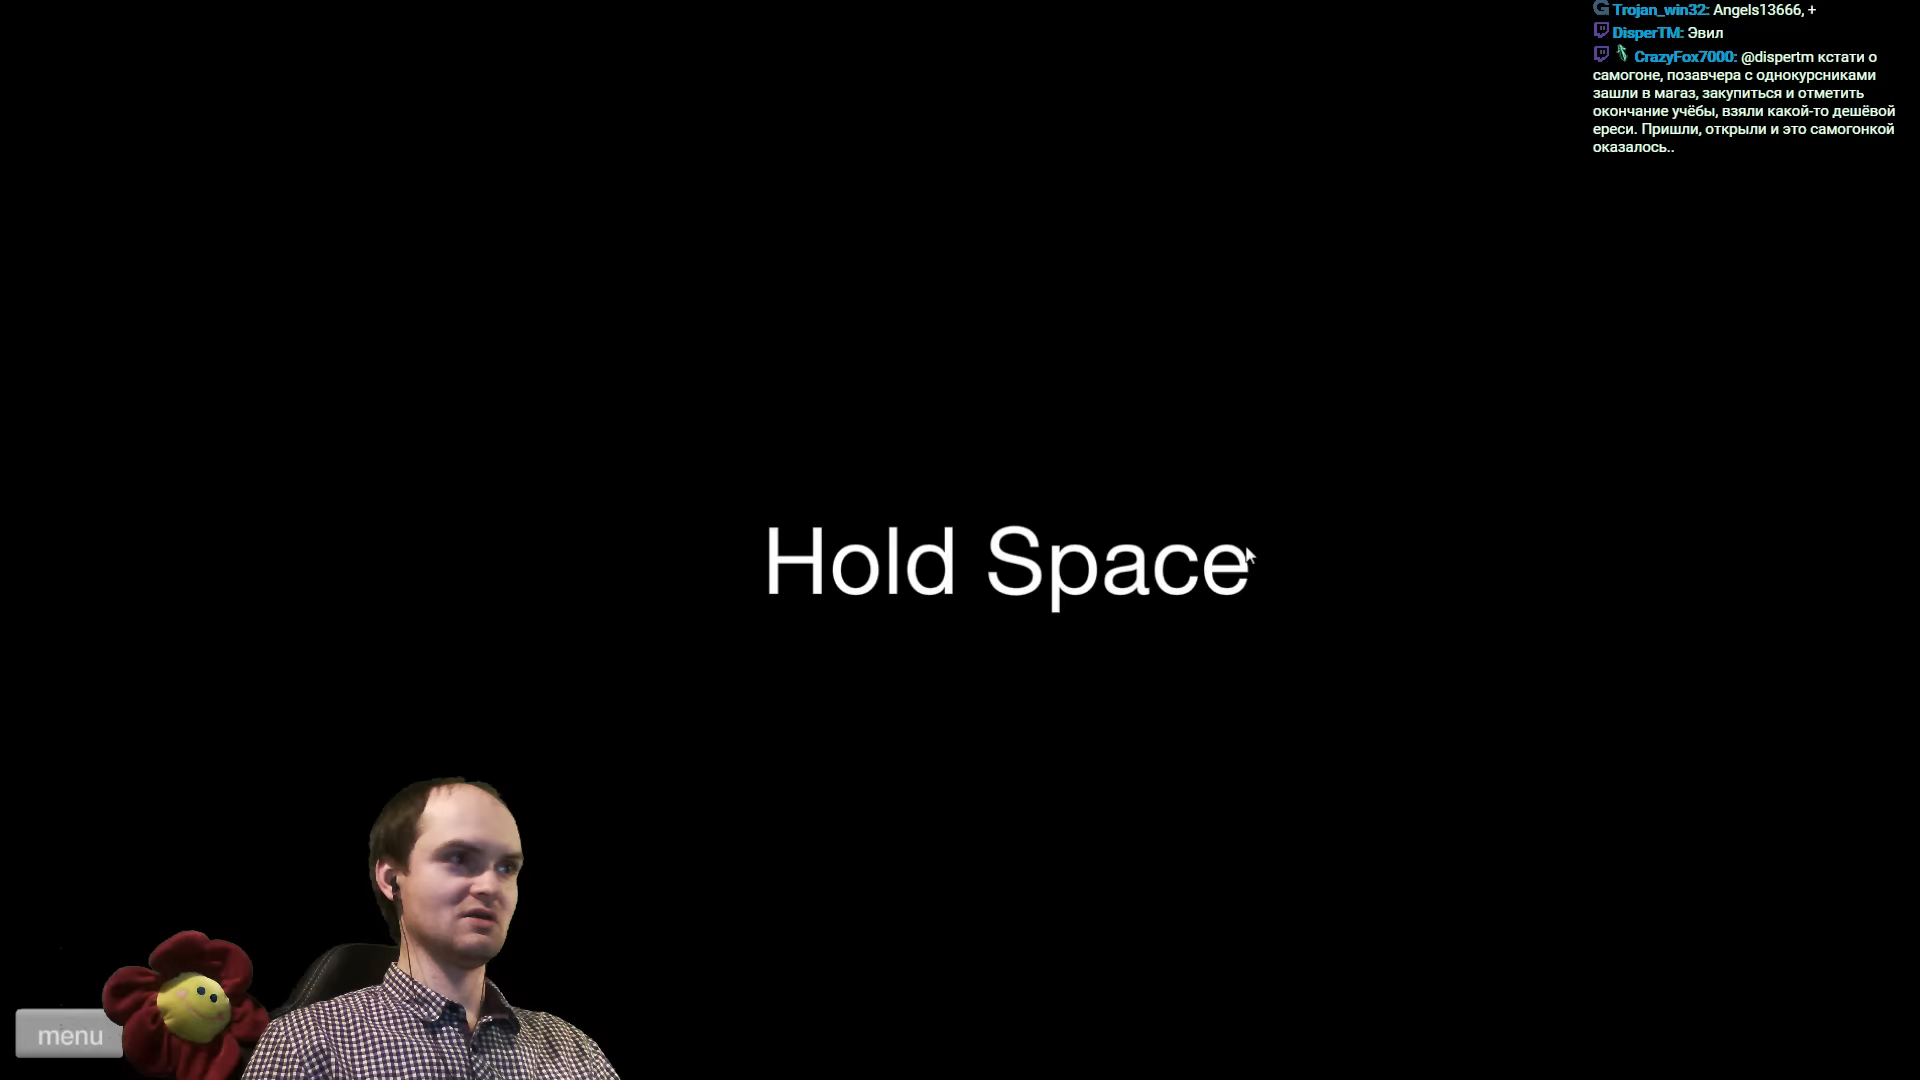 Trojan_win32: Angels13666, +
DisperTM: Эвил
CrazyFox7000: @dispertm кстати о
самогоне, позавчера с однокурсниками
зашли в магаз, закупиться и отметить
окончание учёбы, взяли какой-то дешёвой
ереси. Пришли, открыли и это самогонкой
оказалось..
Hold Space
menu